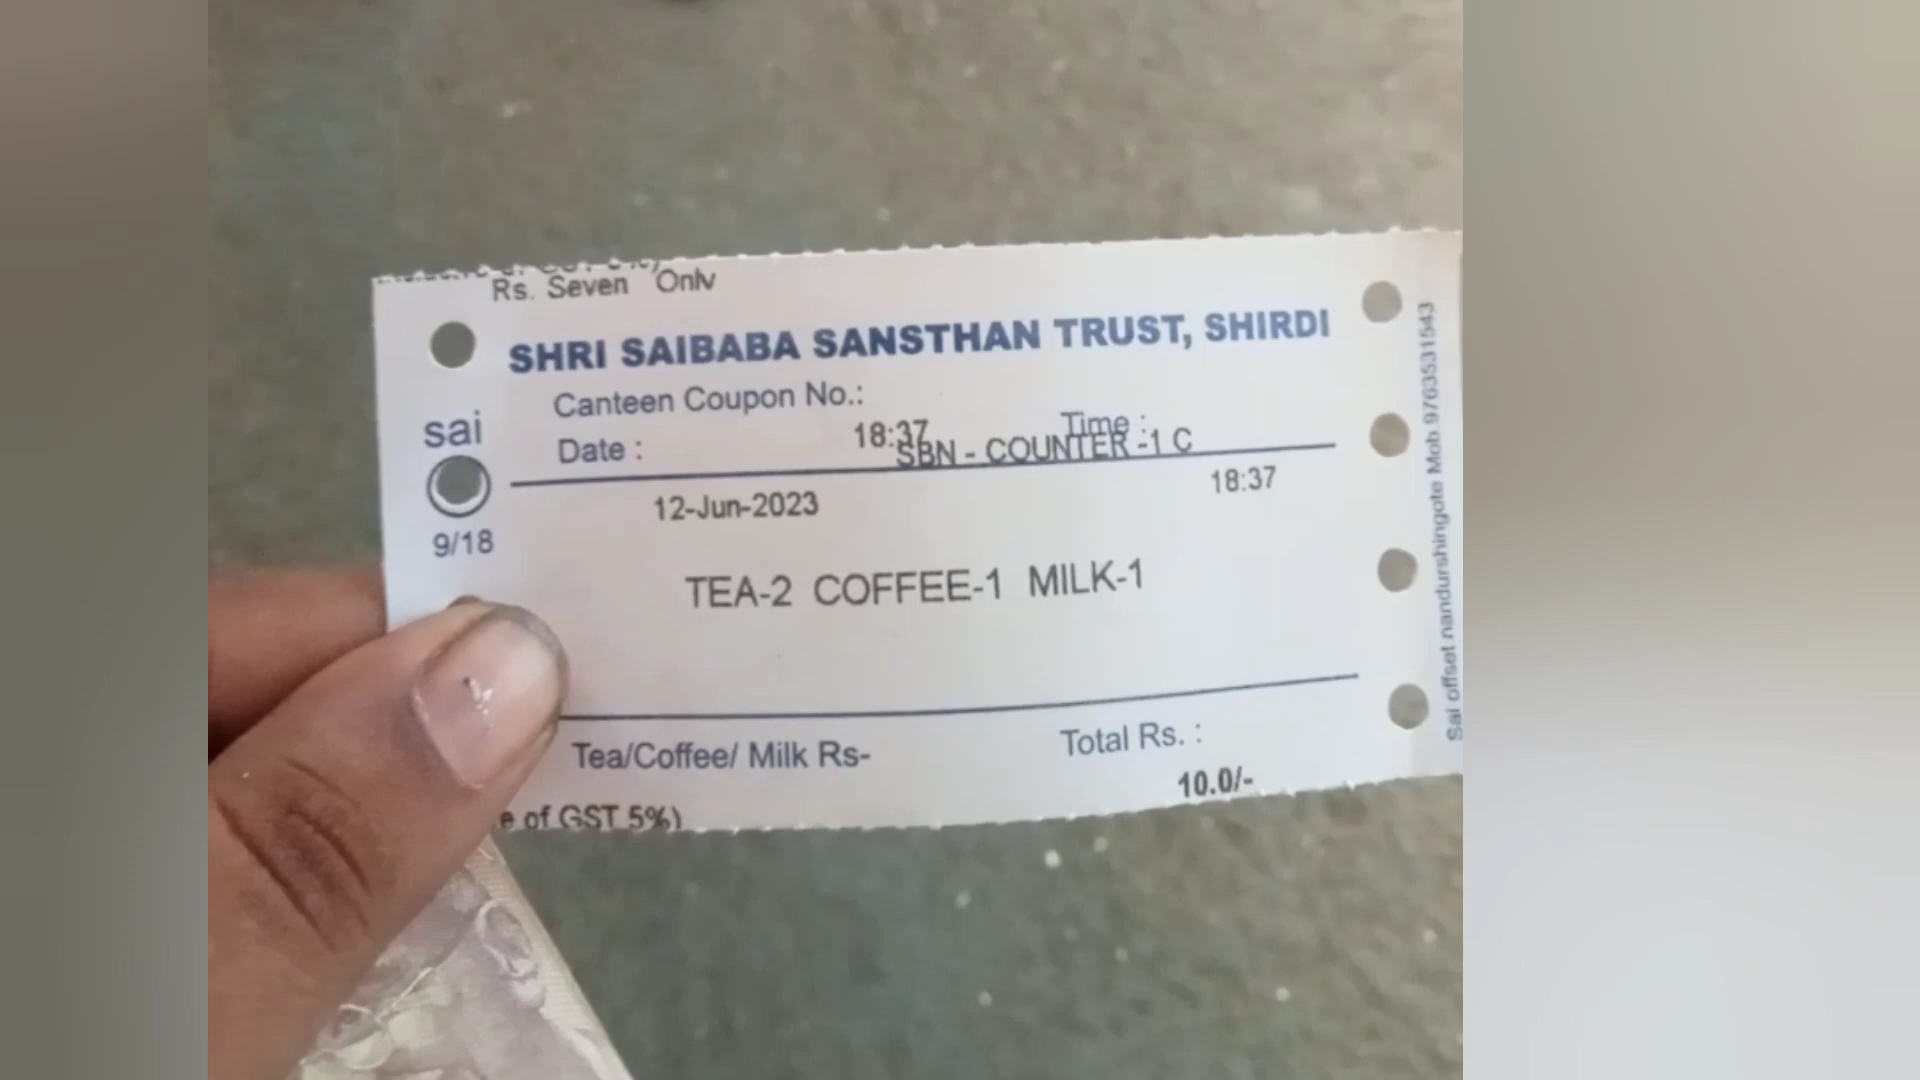 Rs. Seven Only
SHRI SAIBABA SANSTHAN TRUST, SHIRDI
Canteen Coupon No.:
Date : 18:37 Time :
SBN - COUNTER -1 C
12-Jun-2023 18:37
sai
9/18
TEA-2 COFFEE-1 MILK-1
Tea/Coffee/ Milk Rs- Total Rs. :
10.0/-
e of GST 5%)
Sai offset nandurshingote Mob 9763531543